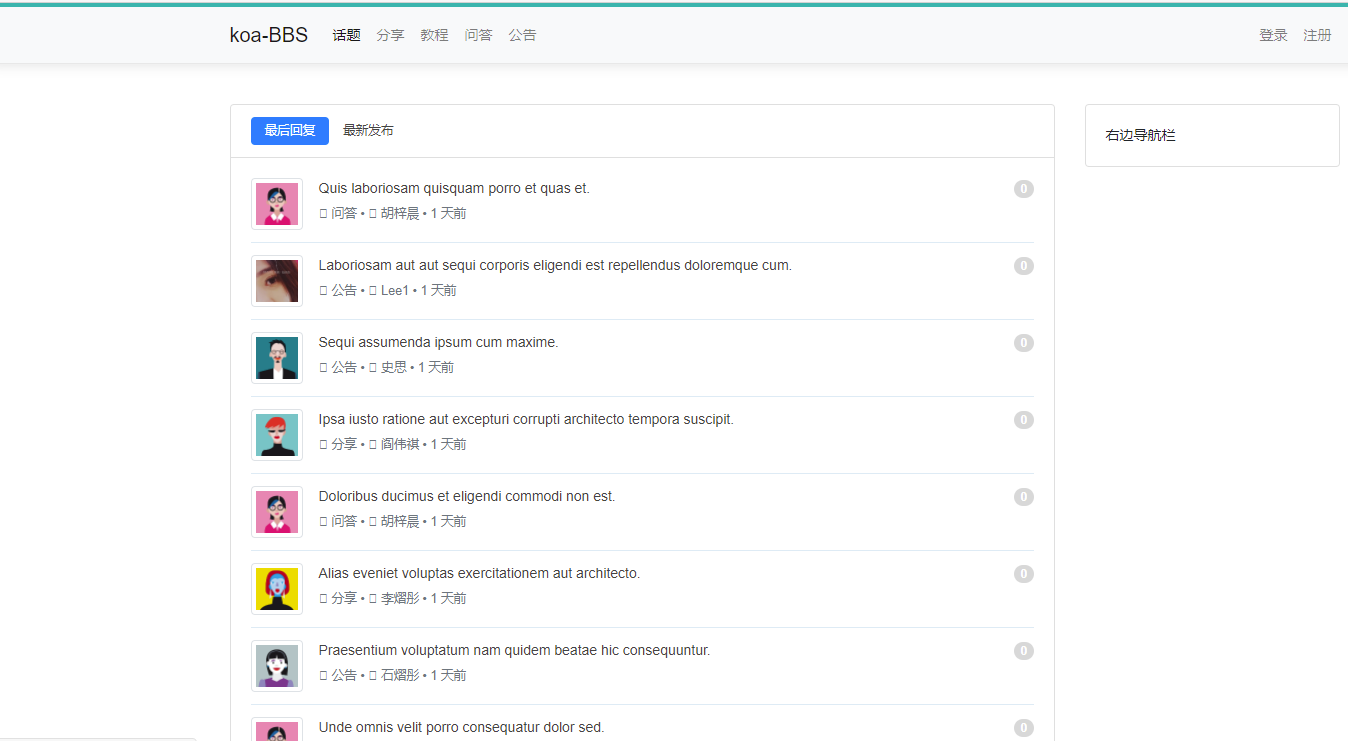 koa-BBS 话题 分享 教程 问答 公告 登录 注册
最后回复 最新发布
右边导航栏
Quis laboriosam quisquam porro et quas et. 0
问答 • 胡梓晨 • 1 天前
Laboriosam aut aut sequi corporis eligendi est repellendus doloremque cum. 0
公告 • Lee1 • 1 天前
Sequi assumenda ipsum cum maxime. 0
公告 • 史思 • 1 天前
Ipsa iusto ratione aut excepturi corrupti architecto tempora suscipit. 0
分享 • 阎伟祺 • 1 天前
Doloribus ducimus et eligendi commodi non est. 0
问答 • 胡梓晨 • 1 天前
Alias eveniet voluptas exercitationem aut architecto. 0
分享 • 李熠彤 • 1 天前
Praesentium voluptatum nam quidem beatae hic consequuntur. 0
公告 • 石熠彤 • 1 天前
Unde omnis velit porro consequatur dolor sed. 0